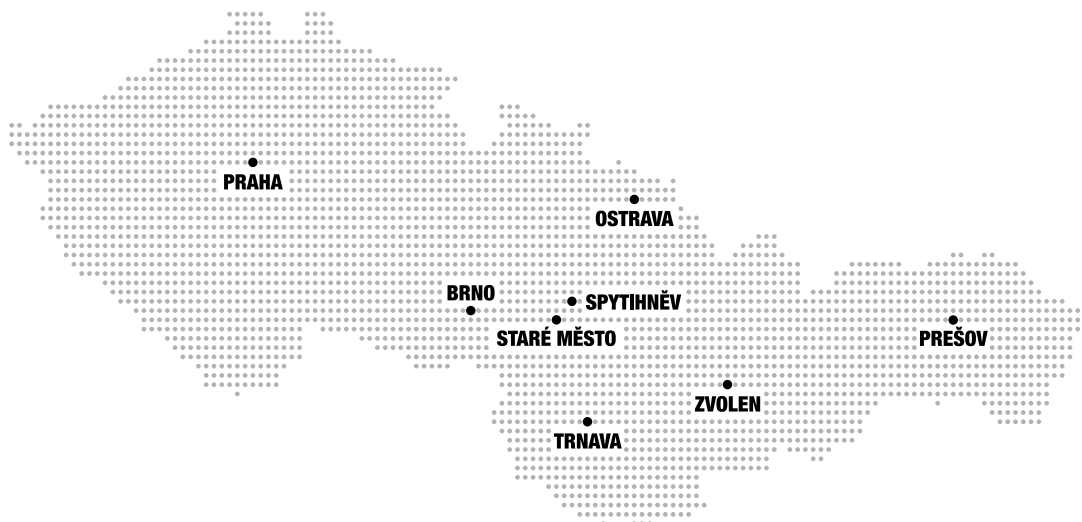 PRAHA
OSTRAVA
BRNO
SPYTIHNĚV
STARÉ MĚSTO
PREŠOV
ZVOLEN
TRNAVA